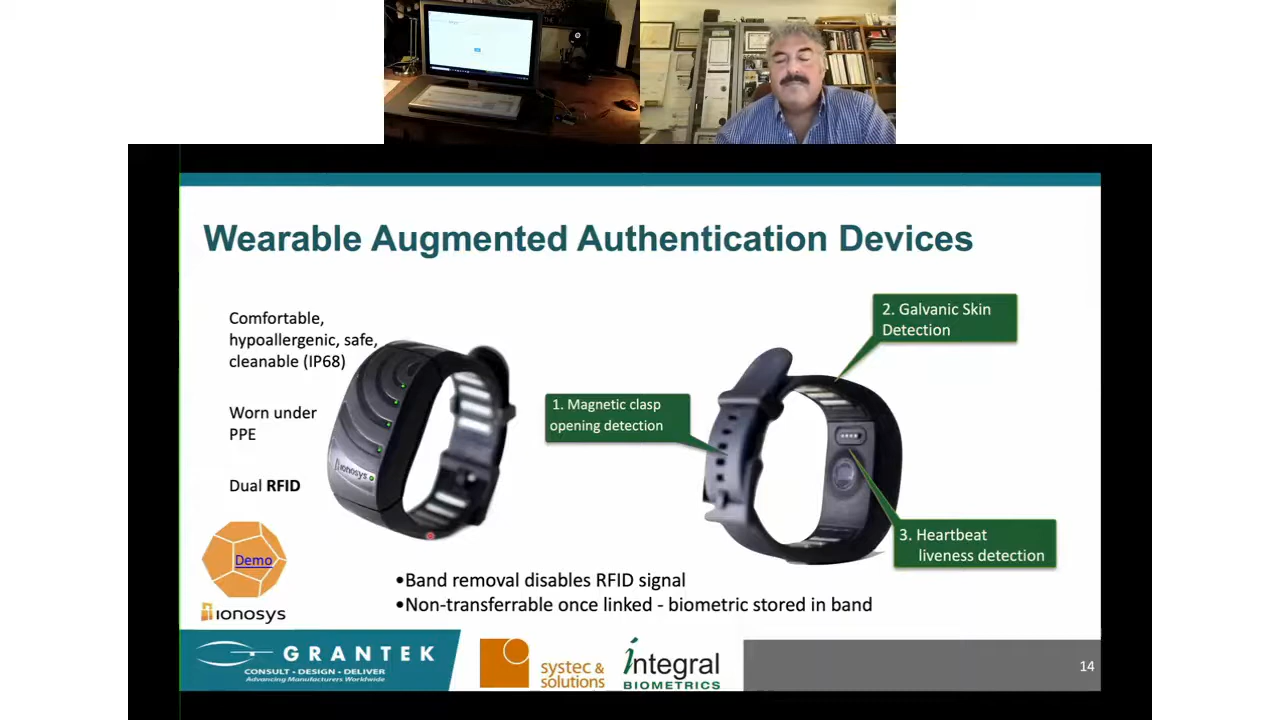 Wearable Augmented Authentication Devices
Comfortable,
hypoallergenic, safe,
cleanable (IP68)
Worn under
PPE
Dual RFID
ionosys
1. Magnetic clasp
opening detection
2. Galvanic Skin
Detection
3. Heartbeat
liveness detection
Demo
ionosys
•Band removal disables RFID signal
•Non-transferrable once linked - biometric stored in band
GRANTEK
CONSULT • DESIGN • DELIVER
Advancing Manufacturers Worldwide
systec &
solutions
integral
BIOMETRICS
14